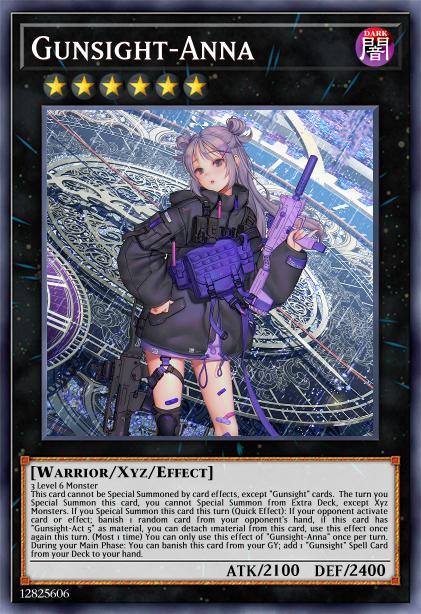 Gunsight-Anna
DARK
闇
[Warrior/Xyz/Effect]
3 Level 6 Monster
This card cannot be Special Summoned by card effects, except "Gunsight" cards. The turn you
Special Summon this card, you cannot Special Summon from Extra Deck, except Xyz
Monsters. If you Speical Summon this card this turn (Quick Effect): If your opponent activate
card or effect; banish 1 random card from your opponent's hand, if this card has
"Gunsight-Act 5" as material, you can detach material from this card, use this effect once
again this turn. (Most 1 time) You can only use this effect of "Gunsight-Anna" once per turn.
During your Main Phase: You can banish this card from your GY; add 1 "Gunsight" Spell Card
from your Deck to your hand.
ATK/2100 DEF/2400
12825606